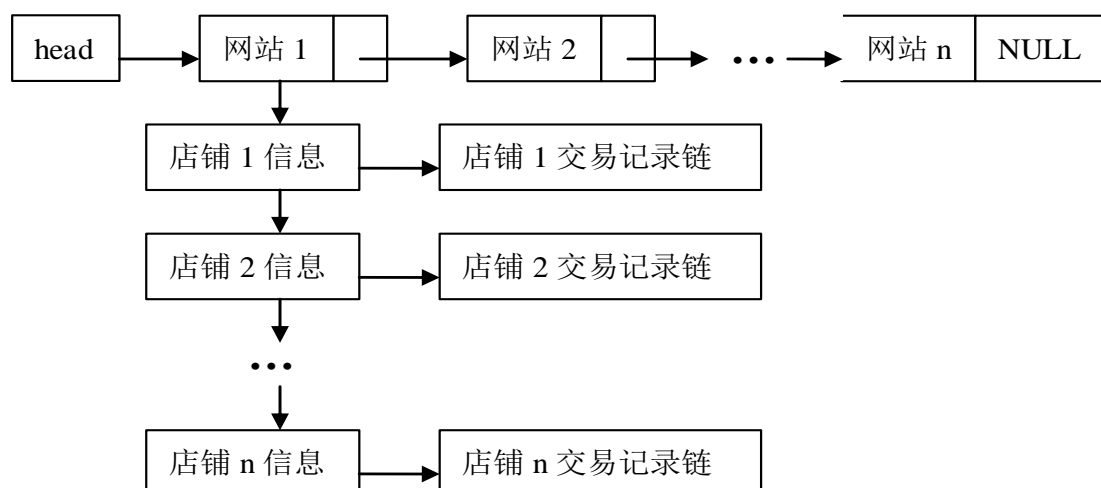 head 网站 1 网站 2 … 网站 n NULL
店铺 1 信息 店铺 1 交易记录链
店铺 2 信息 店铺 2 交易记录链
…
店铺 n 信息 店铺 n 交易记录链